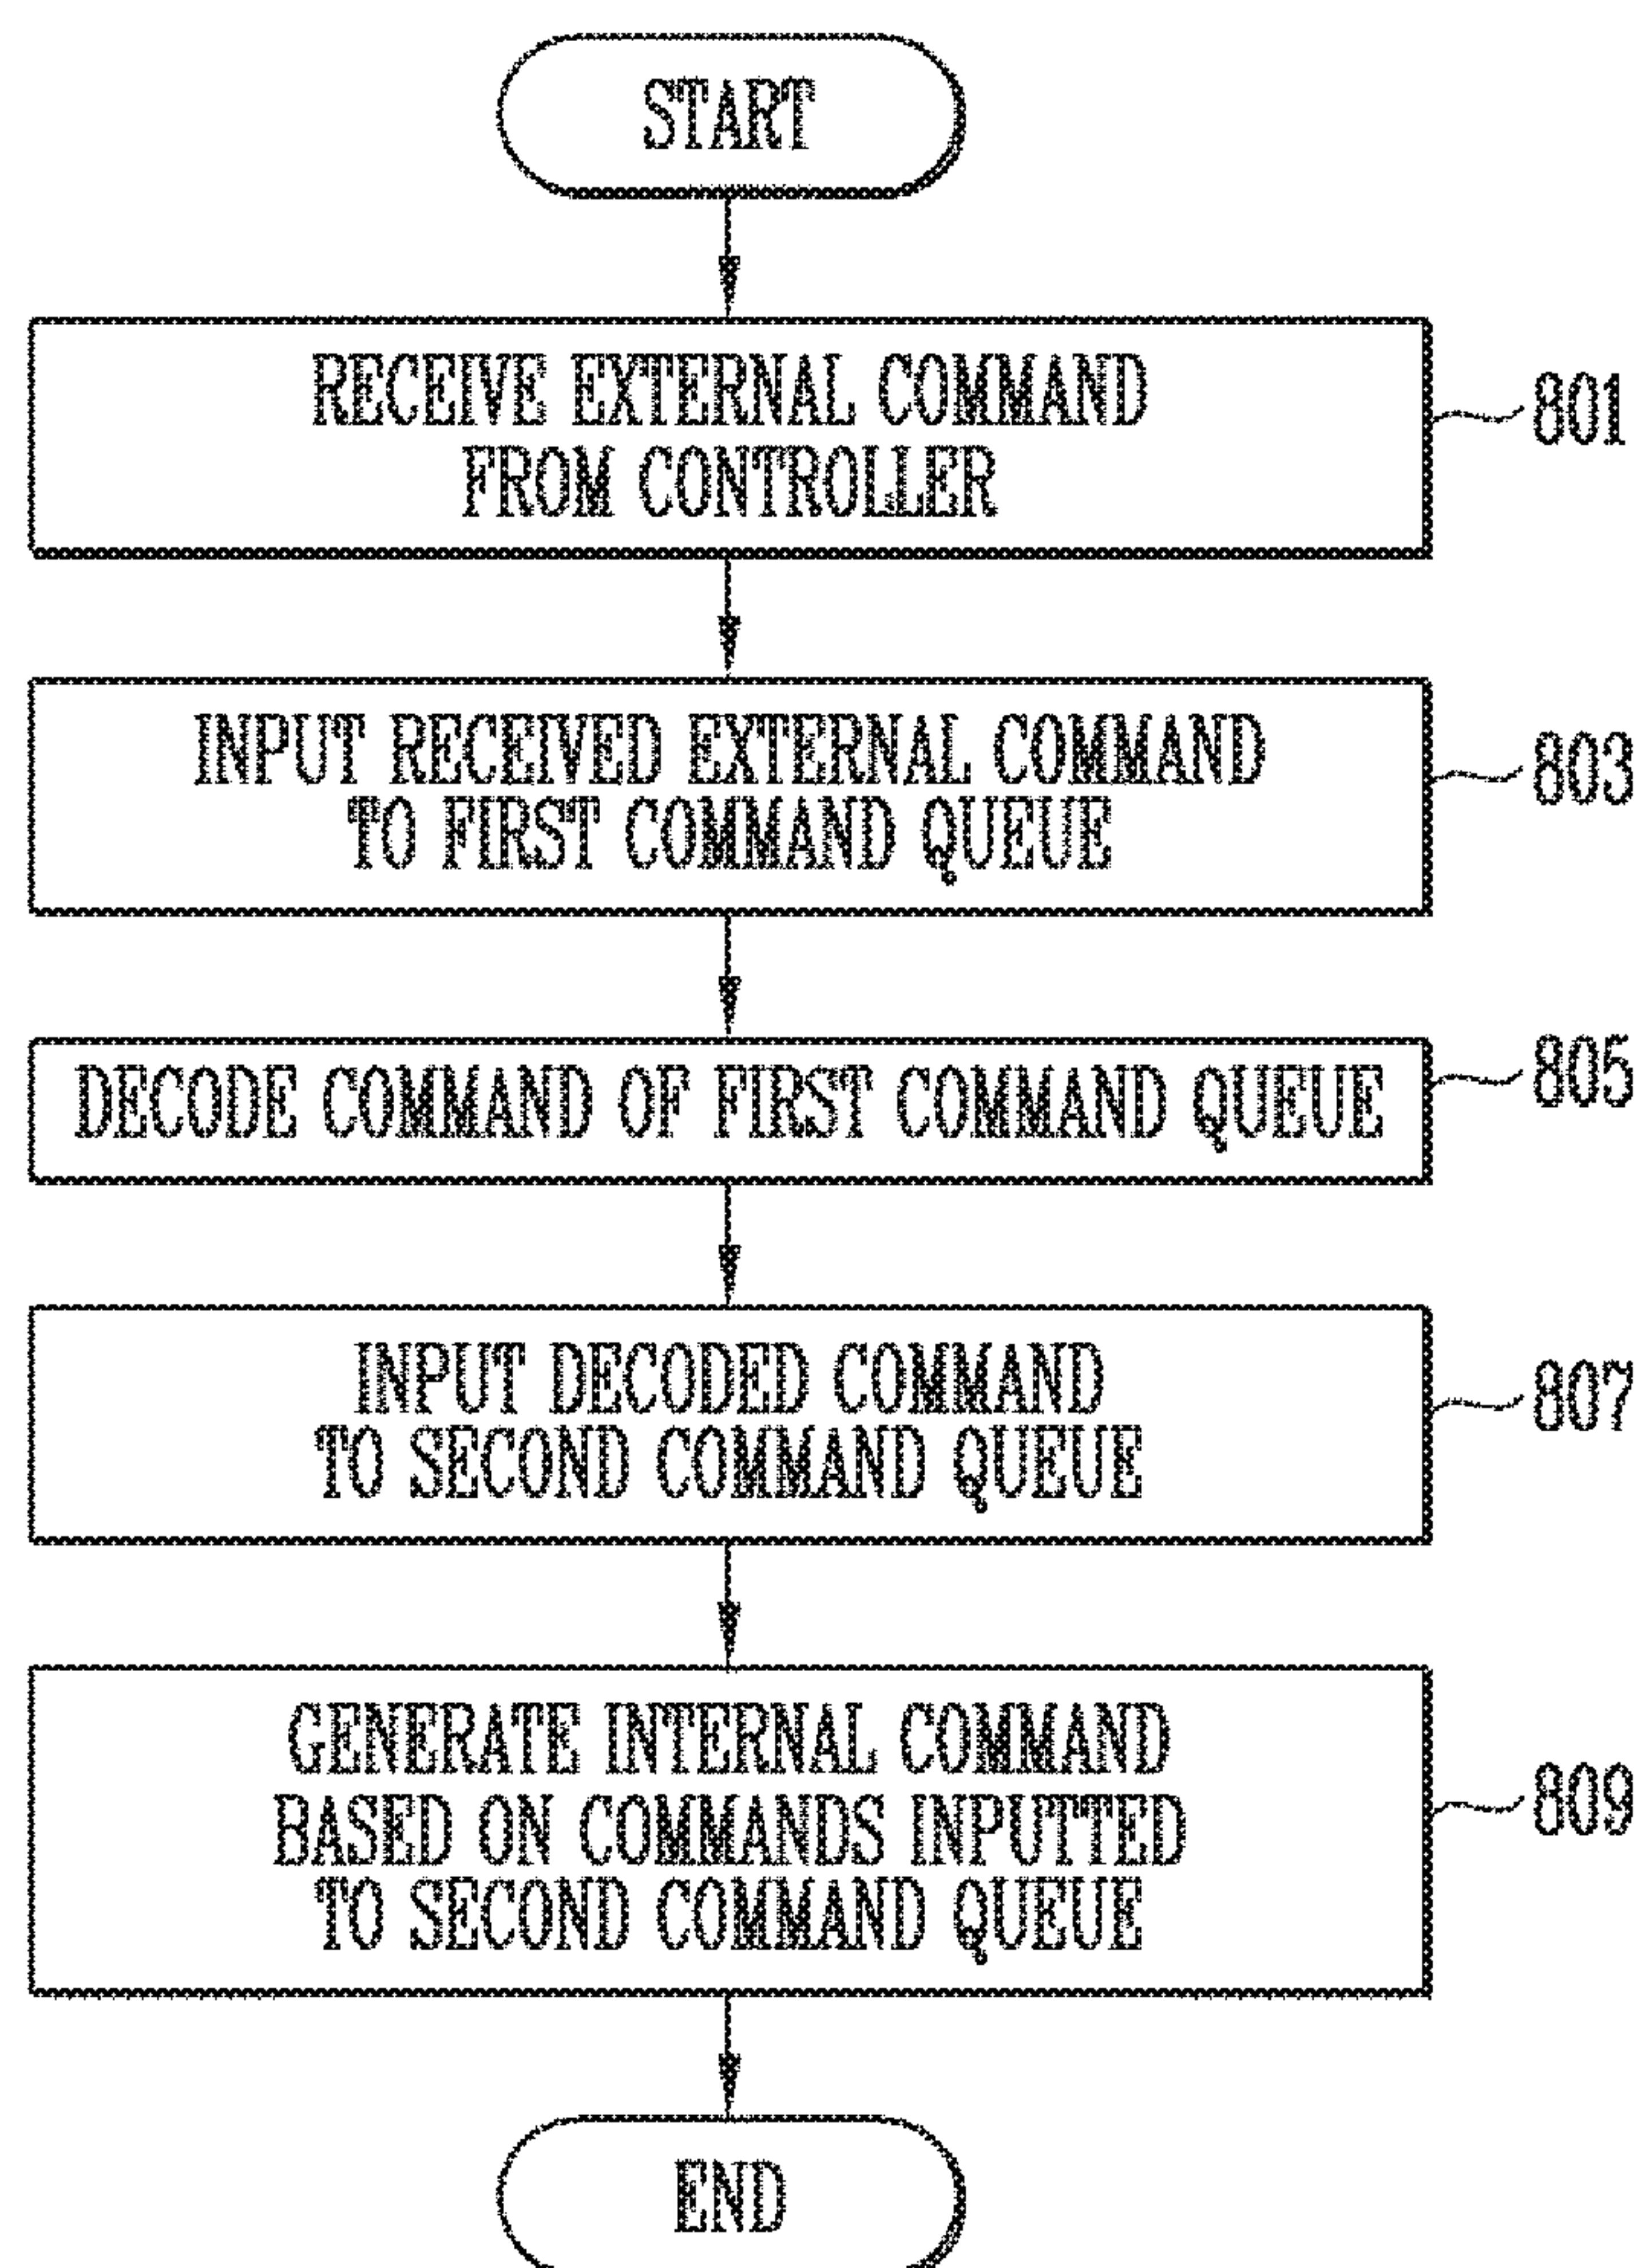 START
RECEIVE EXTERNAL COMMAND
FROM CONTROLLER
801
INPUT RECEIVED EXTERNAL COMMAND
TO FIRST COMMAND QUEUE
803
DECODE COMMAND OF FIRST COMMAND QUEUE
805
INPUT DECODED COMMAND
TO SECOND COMMAND QUEUE
807
GENERATE INTERNAL COMMAND
BASED ON COMMANDS INPUTTED
TO SECOND COMMAND QUEUE
809
END